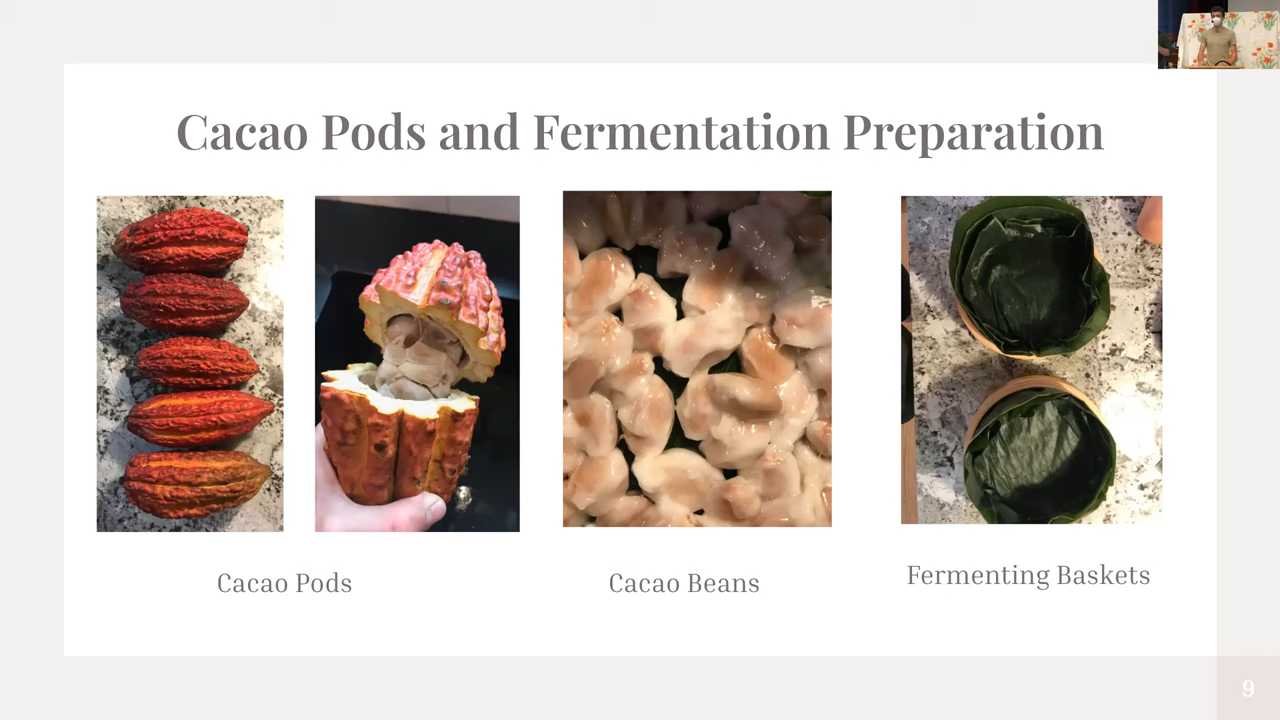 Cacao Pods and Fermentation Preparation
Cacao Pods
Cacao Beans
Fermenting Baskets
9